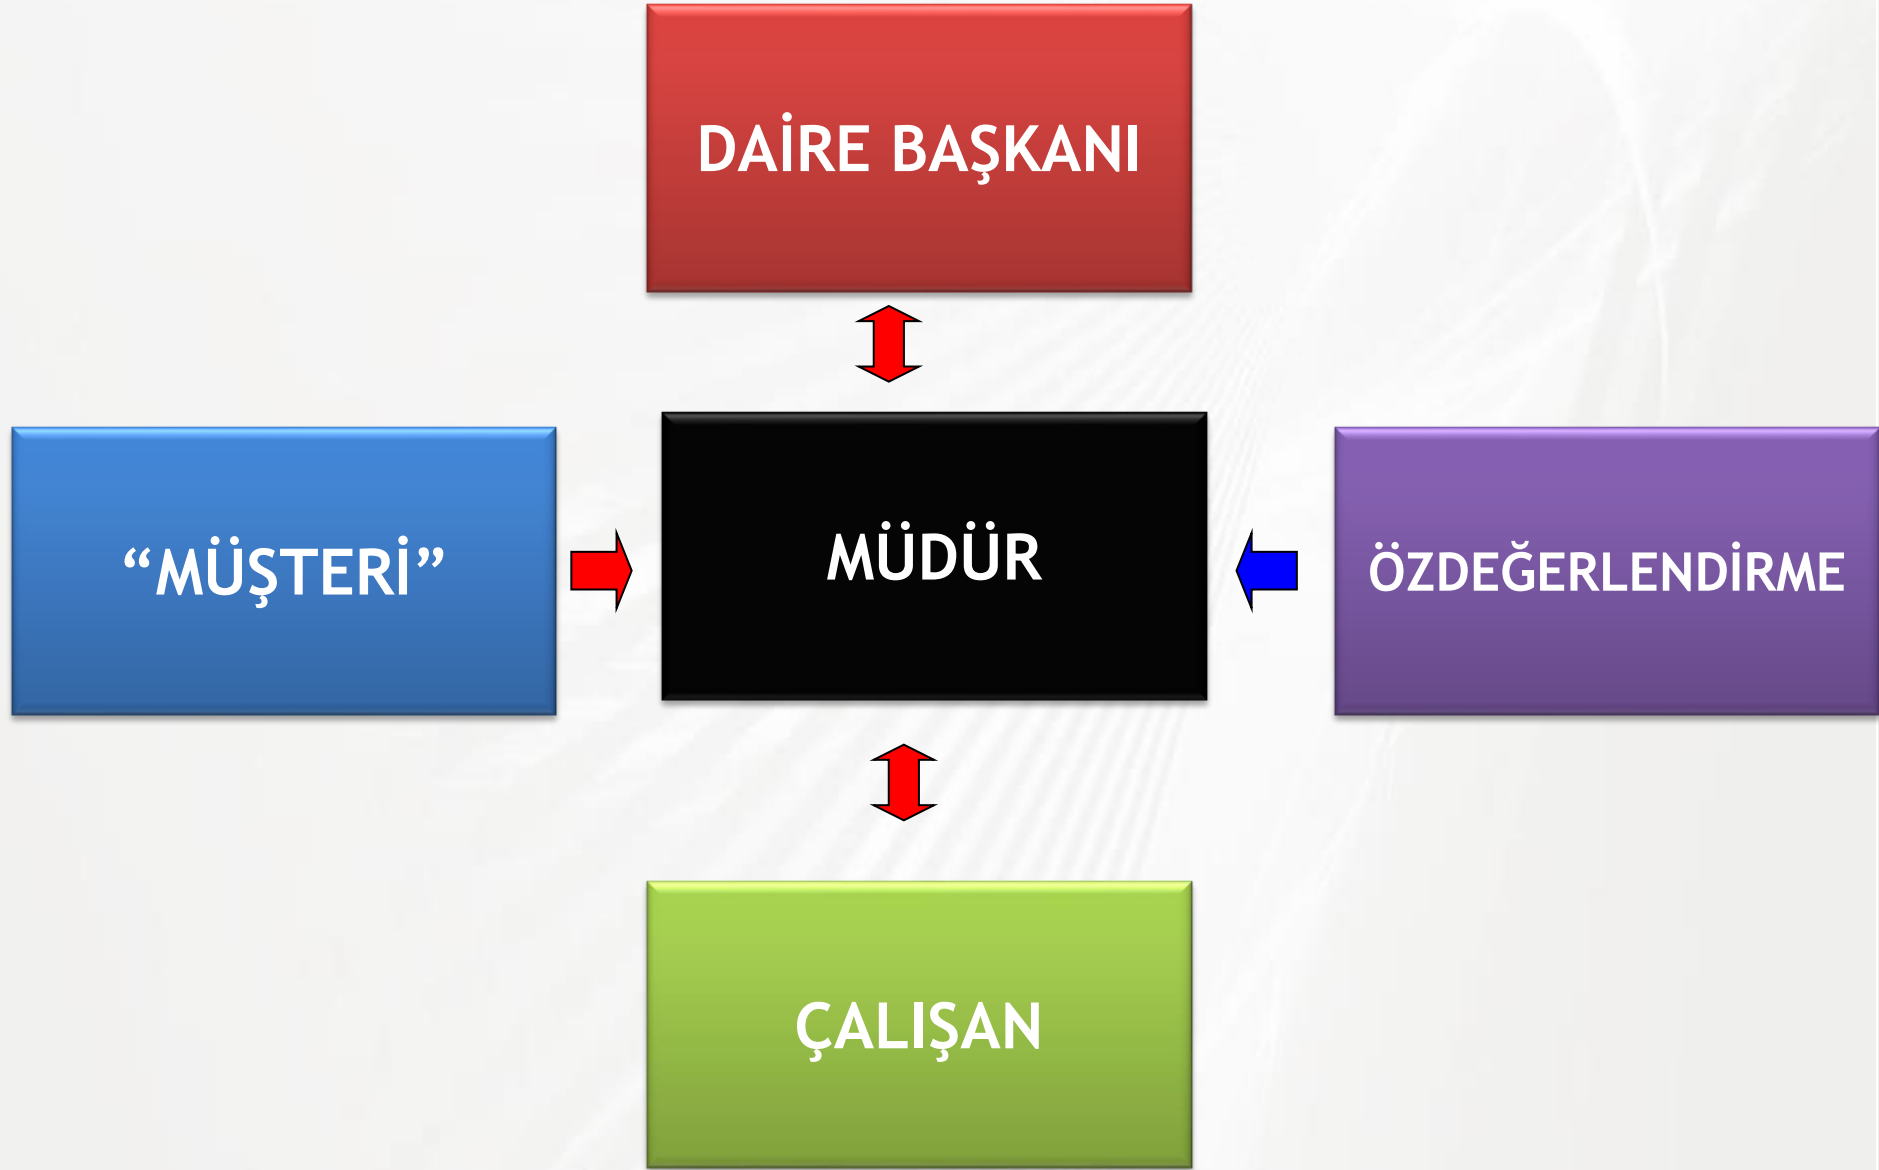 DAİRE BAŞKANI
“MÜŞTERİ”
MÜDÜR
ÖZDEĞERLENDİRME
ÇALIŞAN